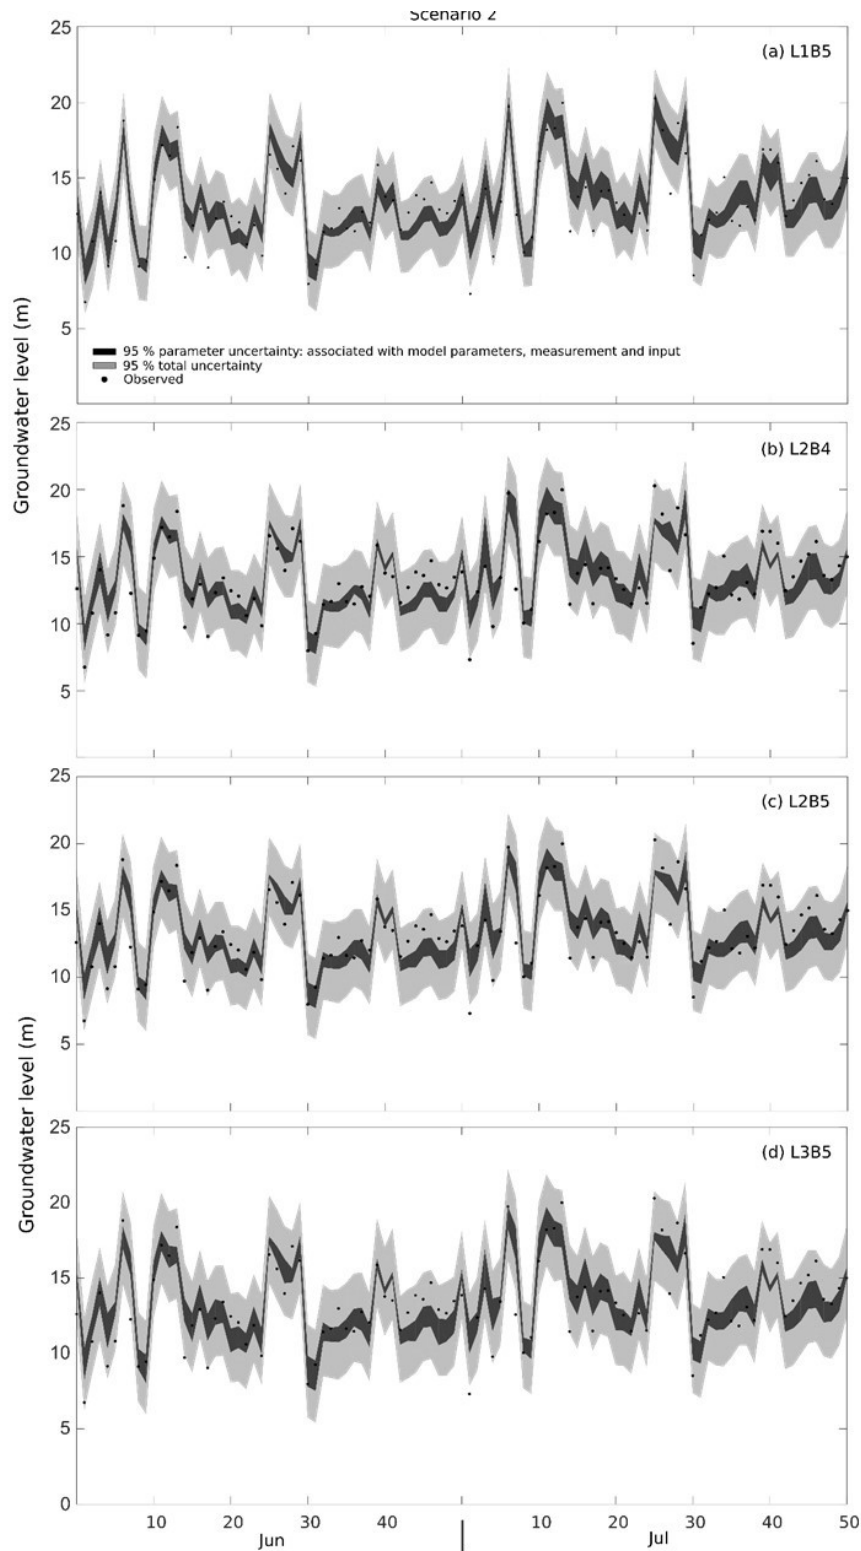 Scenario 2
25
(a) L1B5
20
15
10
5
95 % parameter uncertainty: associated with model parameters, measurement and input
95 % total uncertainty
Observed
Groundwater level (m)
25
(b) L2B4
20
15
10
5
25
(c) L2B5
20
15
10
5
Groundwater level (m)
25
(d) L3B5
20
15
10
5
0
10 20 30 40 10 20 30 40 50
Jun Jul